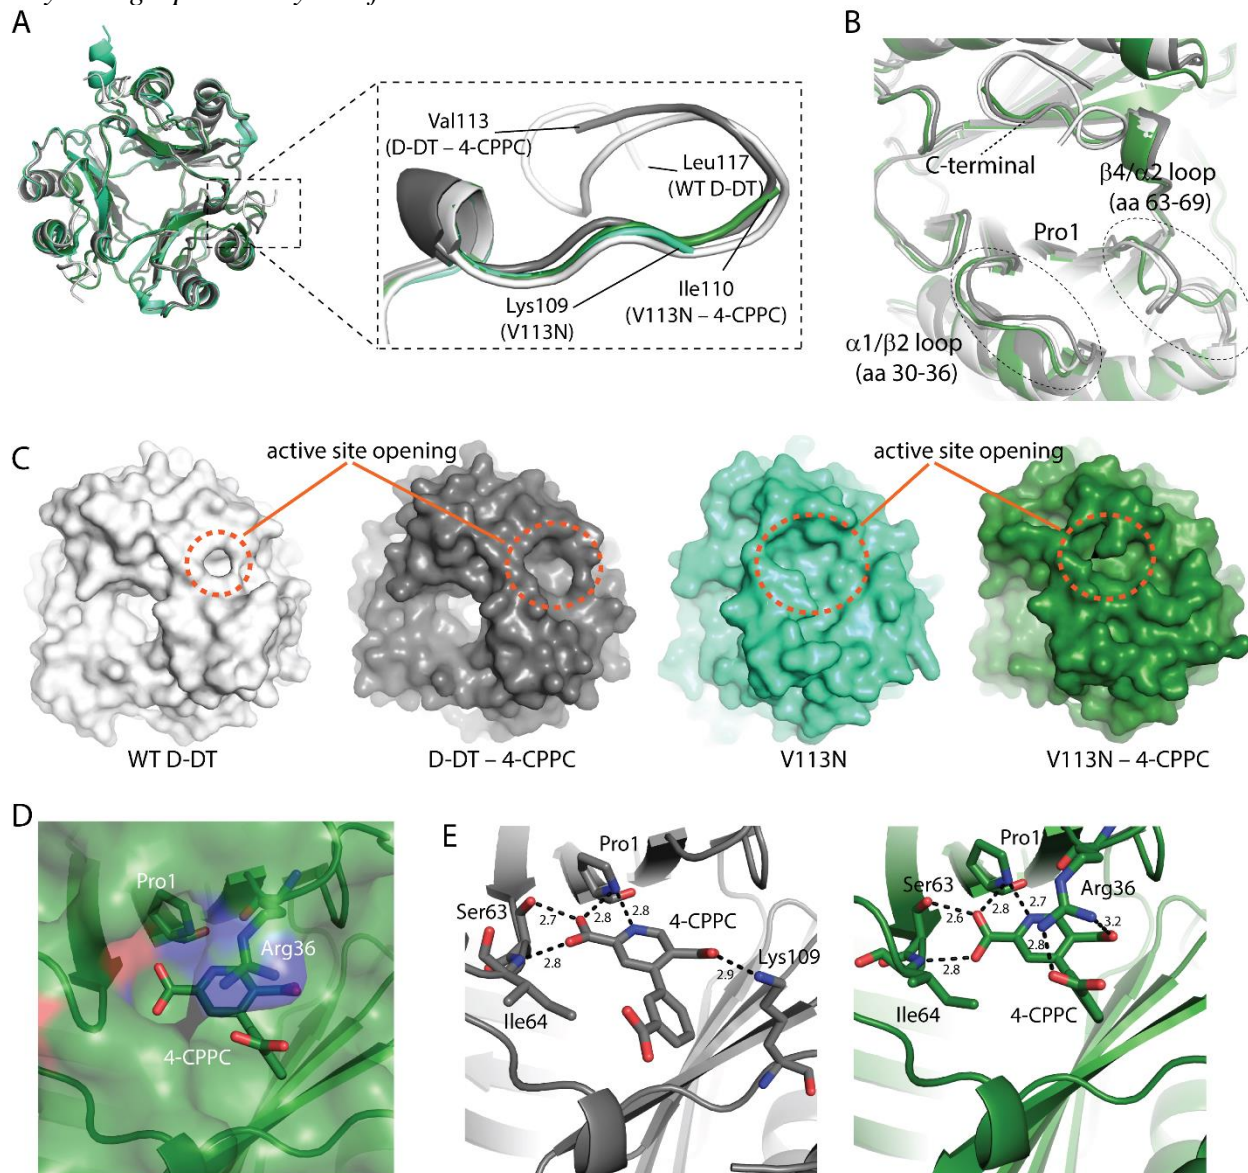 A
Val113
(D-DT – 4-CPPC)
Leu117
(WT D-DT)
Lys109
(V113N)
Ile110
(V113N – 4-CPPC)
B
C-terminal
β4/α2 loop
(aa 63-69)
Pro1
α1/β2 loop
(aa 30-36)
C
active site opening
active site opening
WT D-DT
D-DT – 4-CPPC
V113N
V113N – 4-CPPC
D
Pro1
Arg36
4-CPPC
E
Pro1
Ser63
2.7
2.8
2.8
4-CPPC
2.8
2.9
Lys109
Ile64
Pro1
Ser63
Arg36
2.6
2.8
2.7
3.2
2.8
2.8
Ile64
4-CPPC